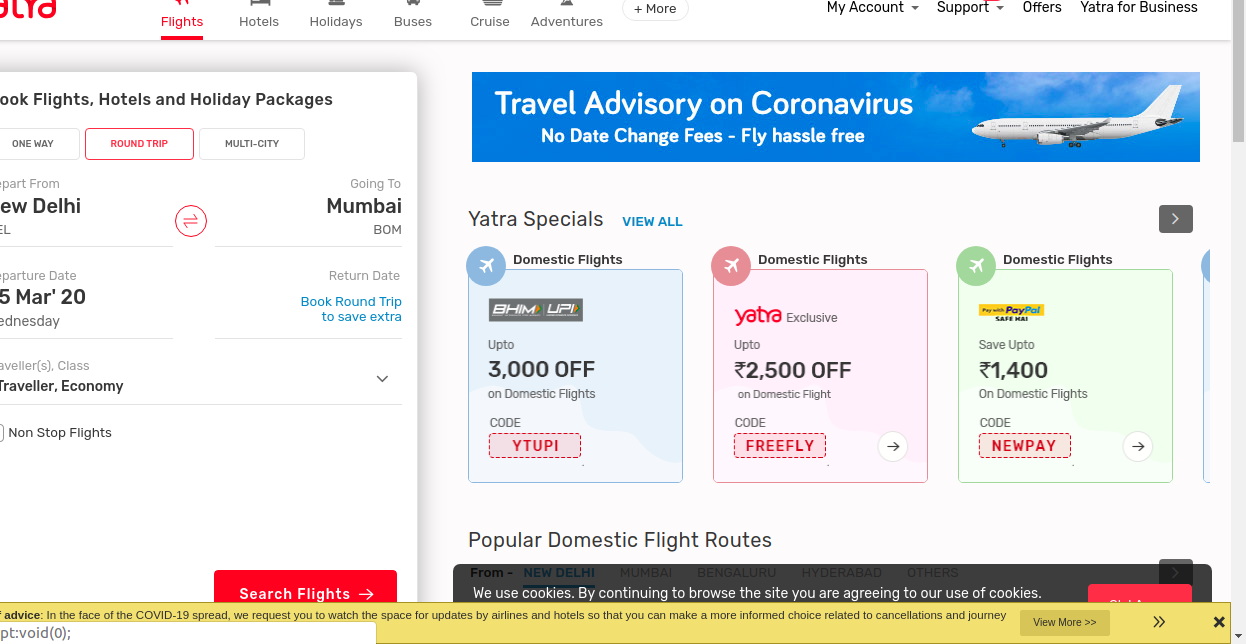 Flights
Hotels
Holidays
Buses
Cruise
Adventures
+ More
My Account
Support
Offers
Yatra for Business
ook Flights, Hotels and Holiday Packages
ONE WAY
ROUND TRIP
MULTI-CITY
epart From
Going To
ew Delhi
Mumbai
EL
BOM
eparture Date
Return Date
5 Mar' 20
Book Round Trip
to save extra
ednesday
aveller(s), Class
Traveller, Economy
Non Stop Flights
Search Flights
Travel Advisory on Coronavirus
No Date Change Fees - Fly hassle free
Yatra Specials
VIEW ALL
Domestic Flights
BHIM UPI
Upto
3,000 OFF
on Domestic Flights
CODE
YTUPI
Domestic Flights
yatra Exclusive
Upto
₹2,500 OFF
on Domestic Flight
CODE
FREEFLY
Domestic Flights
Pay with PayPal
SAFE HAI
Save Upto
₹1,400
On Domestic Flights
CODE
NEWPAY
Popular Domestic Flight Routes
From - NEW DELHI MUMBAI BENGALURU HYDERABAD OTHERS
We use cookies. By continuing to browse the site you are agreeing to our use of cookies.
advice: In the face of the COVID-19 spread, we request you to watch the space for updates by airlines and hotels so that you can make a more informed choice related to cancellations and journey
View More >>
pt:void(0);